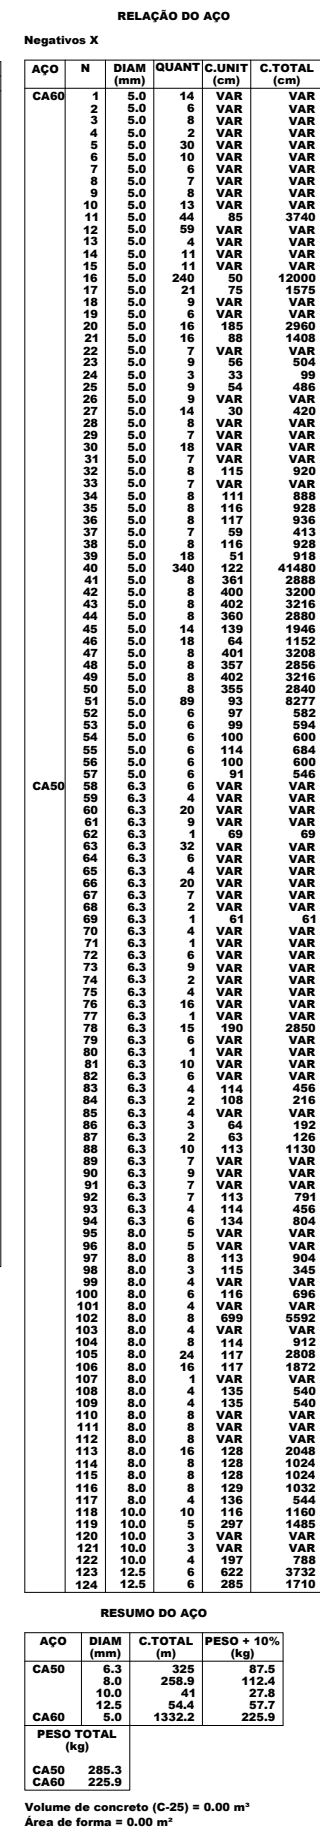 RELAÇÃO DO AÇO
Negativos X
AÇO N DIAM QUANT C.UNIT C.TOTAL
(mm) (cm) (cm)
CA60 1 5.0 14 VAR VAR
2 5.0 6 VAR VAR
3 5.0 8 VAR VAR
4 5.0 2 VAR VAR
5 5.0 30 VAR VAR
6 5.0 10 VAR VAR
7 5.0 6 VAR VAR
8 5.0 7 VAR VAR
9 5.0 8 VAR VAR
10 5.0 13 VAR VAR
11 5.0 44 85 3740
12 5.0 59 VAR VAR
13 5.0 4 VAR VAR
14 5.0 11 VAR VAR
15 5.0 11 VAR VAR
16 5.0 240 50 12000
17 5.0 21 75 1575
18 5.0 9 VAR VAR
19 5.0 6 VAR VAR
20 5.0 16 185 2960
21 5.0 16 88 1408
22 5.0 7 VAR VAR
23 5.0 9 56 504
24 5.0 3 33 99
25 5.0 9 54 486
26 5.0 9 VAR VAR
27 5.0 14 30 420
28 5.0 8 VAR VAR
29 5.0 7 VAR VAR
30 5.0 18 VAR VAR
31 5.0 7 VAR VAR
32 5.0 8 115 920
33 5.0 7 VAR VAR
34 5.0 8 111 888
35 5.0 8 116 928
36 5.0 8 117 936
37 5.0 7 59 413
38 5.0 8 116 928
39 5.0 18 51 918
40 5.0 340 122 41480
41 5.0 8 361 2888
42 5.0 8 400 3200
43 5.0 8 402 3216
44 5.0 8 360 2880
45 5.0 14 139 1946
46 5.0 18 64 1152
47 5.0 8 401 3208
48 5.0 8 357 2856
49 5.0 8 402 3216
50 5.0 8 355 2840
51 5.0 89 93 8277
52 5.0 6 97 582
53 5.0 6 99 594
54 5.0 6 100 600
55 5.0 6 114 684
56 5.0 6 100 600
57 5.0 6 91 546
CA50 58 6.3 6 VAR VAR
59 6.3 4 VAR VAR
60 6.3 20 VAR VAR
61 6.3 9 VAR VAR
62 6.3 1 69 69
63 6.3 32 VAR VAR
64 6.3 6 VAR VAR
65 6.3 4 VAR VAR
66 6.3 20 VAR VAR
67 6.3 7 VAR VAR
68 6.3 2 VAR VAR
69 6.3 1 61 61
70 6.3 4 VAR VAR
71 6.3 1 VAR VAR
72 6.3 6 VAR VAR
73 6.3 9 VAR VAR
74 6.3 2 VAR VAR
75 6.3 4 VAR VAR
76 6.3 16 VAR VAR
77 6.3 1 VAR VAR
78 6.3 15 190 2850
79 6.3 6 VAR VAR
80 6.3 1 VAR VAR
81 6.3 10 VAR VAR
82 6.3 6 VAR VAR
83 6.3 4 114 456
84 6.3 2 108 216
85 6.3 4 VAR VAR
86 6.3 3 64 192
87 6.3 2 63 126
88 6.3 10 113 1130
89 6.3 7 VAR VAR
90 6.3 9 VAR VAR
91 6.3 7 VAR VAR
92 6.3 7 113 791
93 6.3 4 114 456
94 6.3 6 134 804
95 8.0 5 VAR VAR
96 8.0 5 VAR VAR
97 8.0 8 113 904
98 8.0 3 115 345
99 8.0 4 VAR VAR
100 8.0 6 116 696
101 8.0 4 VAR VAR
102 8.0 8 699 5592
103 8.0 4 VAR VAR
104 8.0 8 114 912
105 8.0 24 117 2808
106 8.0 16 117 1872
107 8.0 1 VAR VAR
108 8.0 4 135 540
109 8.0 4 135 540
110 8.0 8 VAR VAR
111 8.0 8 VAR VAR
112 8.0 8 VAR VAR
113 8.0 16 128 2048
114 8.0 8 128 1024
115 8.0 8 128 1024
116 8.0 8 129 1032
117 8.0 4 136 544
118 10.0 10 116 1160
119 10.0 5 297 1485
120 10.0 3 VAR VAR
121 10.0 3 VAR VAR
122 10.0 4 197 788
123 12.5 6 622 3732
124 12.5 6 285 1710
RESUMO DO AÇO
AÇO DIAM C.TOTAL PESO + 10%
(mm) (m) (kg)
CA50 6.3 325 87.5
8.0 258.9 112.4
10.0 41 27.8
12.5 54.4 57.7
CA60 5.0 1332.2 225.9
PESO TOTAL
(kg)
CA50 285.3
CA60 225.9
Volume de concreto (C-25) = 0.00 m³
Área de forma = 0.00 m²